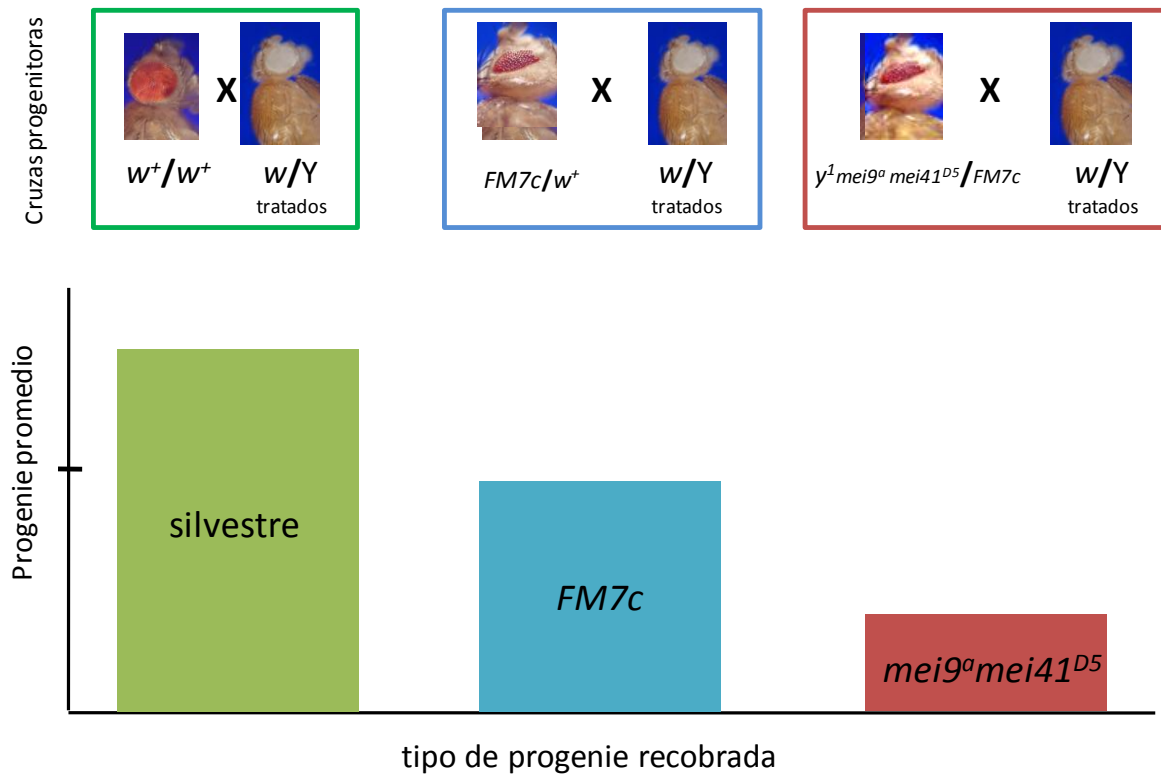 Cruzas progenitoras
X
w⁺/w⁺
w/Y
tratados
X
FM7c/w⁺
w/Y
tratados
X
y¹mei9ᵃ mei41ᴰ⁵/FM7c
w/Y
tratados
Progenie promedio
silvestre
FM7c
mei9ᵃmei41ᴰ⁵
tipo de progenie recobrada